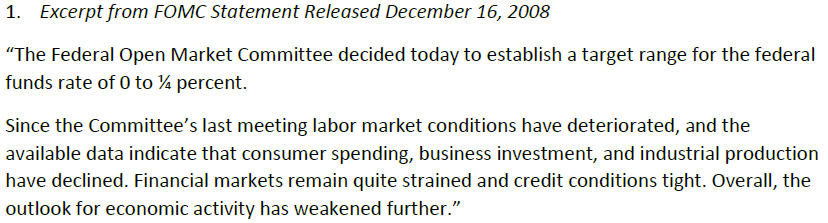 1. Excerpt from FOMC Statement Released December 16, 2008
“The Federal Open Market Committee decided today to establish a target range for the federal
funds rate of 0 to ¼ percent.
Since the Committee’s last meeting labor market conditions have deteriorated, and the
available data indicate that consumer spending, business investment, and industrial production
have declined. Financial markets remain quite strained and credit conditions tight. Overall, the
outlook for economic activity has weakened further.”